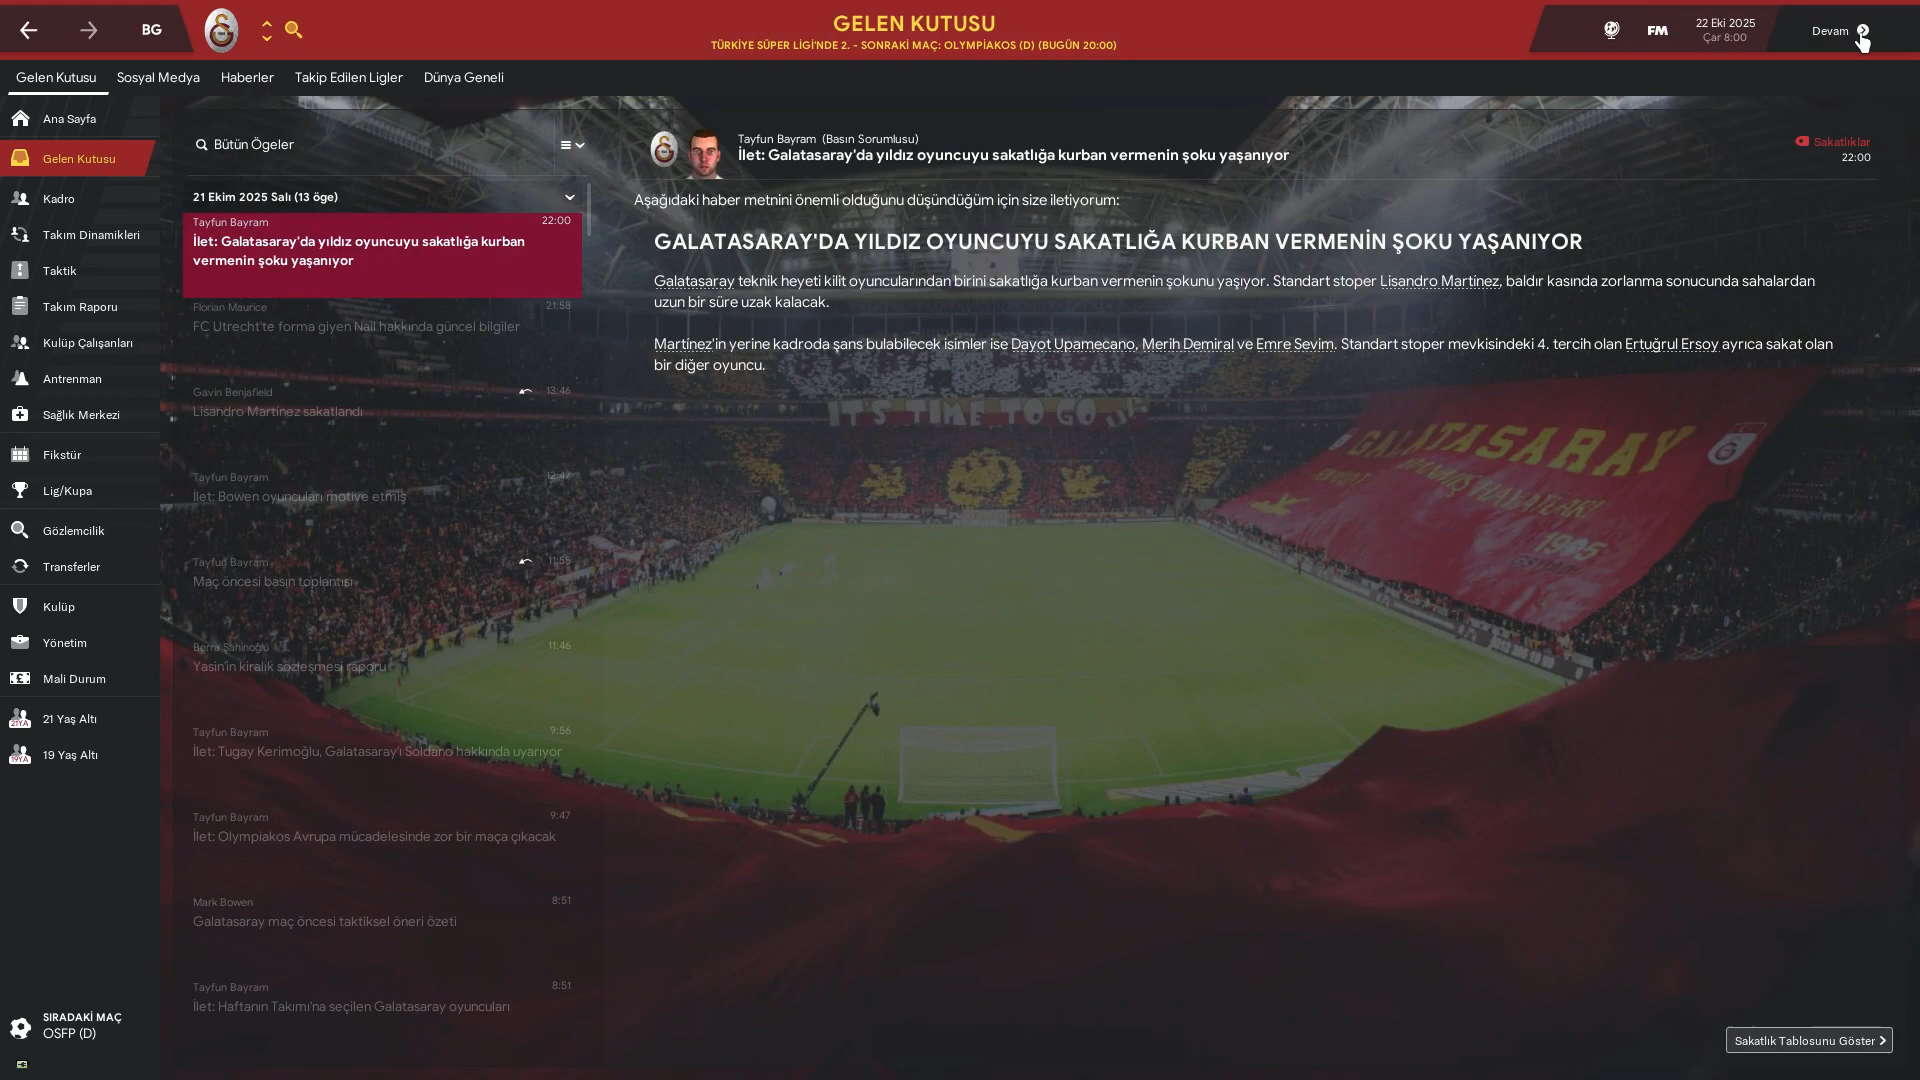 BG
GELEN KUTUSU
TÜRKİYE SÜPER LİGİ'NDE 2. - SONRAKİ MAÇ: OLYMPİAKOS (D) (BUGÜN 20:00)
FM
22 Eki 2025
Çar 8:00
Devam
Gelen Kutusu
Sosyal Medya
Haberler
Takip Edilen Ligler
Dünya Geneli
Ana Sayfa
Gelen Kutusu
Kadro
Takım Dinamikleri
Taktik
Takım Raporu
Kulüp Çalışanları
Antrenman
Sağlık Merkezi
Fikstür
Lig/Kupa
Gözlemcilik
Transferler
Kulüp
Yönetim
Mali Durum
21YA
21 Yaş Altı
19YA
19 Yaş Altı
SIRADAKİ MAÇ
OSFP (D)
Bütün Ögeler
21 Ekim 2025 Salı (13 öge)
Tayfun Bayram 22:00
İlet: Galatasaray'da yıldız oyuncuyu sakatlığa kurban
vermenin şoku yaşanıyor
Florian Maurice 21:58
FC Utrecht'te forma giyen Nail hakkında güncel bilgiler
Gavin Benjafield 13:46
Lisandro Martínez sakatlandı
Tayfun Bayram 12:47
İlet: Bowen oyuncuları motive etmiş
Tayfun Bayram 11:55
Maç öncesi basın toplantısı
Berra Şahinoğlu 11:46
Yasin'in kiralık sözleşmesi raporu
Tayfun Bayram 9:56
İlet: Tugay Kerimoğlu, Galatasaray'ı Soldano hakkında uyarıyor
Tayfun Bayram 9:47
İlet: Olympiakos Avrupa mücadelesinde zor bir maça çıkacak
Mark Bowen 8:51
Galatasaray maç öncesi taktiksel öneri özeti
Tayfun Bayram 8:51
İlet: Haftanın Takımı'na seçilen Galatasaray oyuncuları
Tayfun Bayram (Basın Sorumlusu)
İlet: Galatasaray'da yıldız oyuncuyu sakatlığa kurban vermenin şoku yaşanıyor
Sakatlıklar
22:00
Aşağıdaki haber metnini önemli olduğunu düşündüğüm için size iletiyorum:
GALATASARAY'DA YILDIZ OYUNCUYU SAKATLIĞA KURBAN VERMENİN ŞOKU YAŞANIYOR
Galatasaray teknik heyeti kilit oyuncularından birini sakatlığa kurban vermenin şokunu yaşıyor. Standart stoper Lisandro Martínez, baldır kasında zorlanma sonucunda sahalardan
uzun bir süre uzak kalacak.
Martínez'in yerine kadroda şans bulabilecek isimler ise Dayot Upamecano, Merih Demiral ve Emre Sevim. Standart stoper mevkisindeki 4. tercih olan Ertuğrul Ersoy ayrıca sakat olan
bir diğer oyuncu.
IT'S TIME TO GO
GALATASARAY
1905
Sakatlık Tablosunu Göster